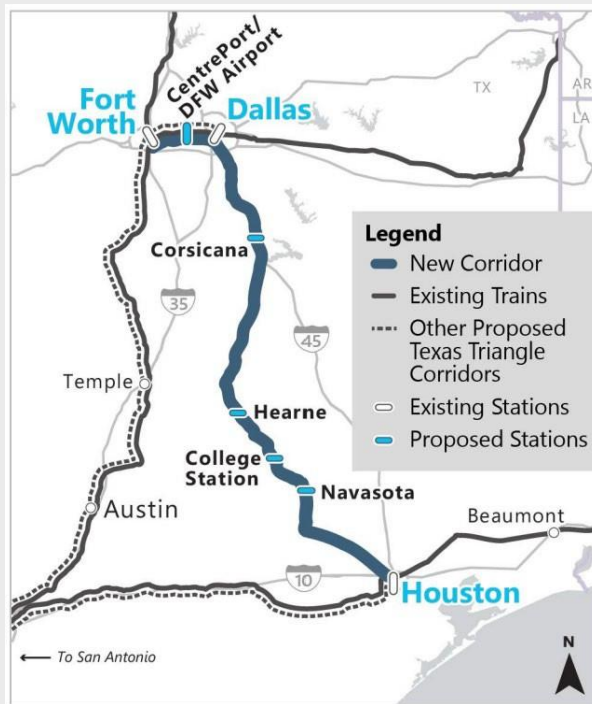 CentrePort/
DFW Airport
Fort
Worth
Dallas
TX
AR
LA
Corsicana
35
45
Temple
Hearne
College
Station
Navasota
Austin
Beaumont
10
Houston
← To San Antonio
N
Legend
New Corridor
Existing Trains
Other Proposed
Texas Triangle
Corridors
Existing Stations
Proposed Stations